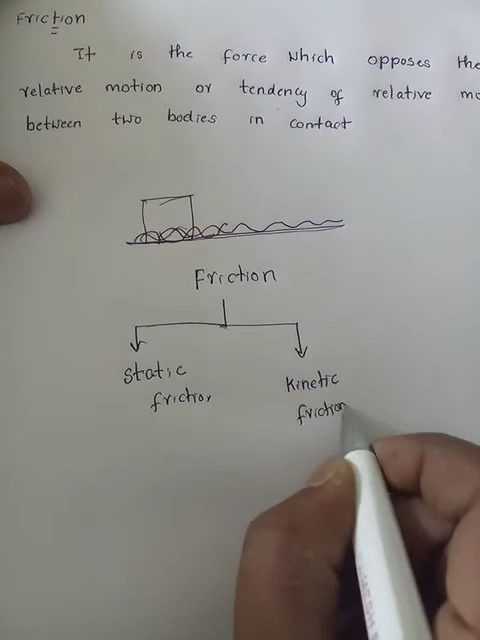 Friction
It is the force which opposes the
relative motion or tendency of relative mo
between two bodies in contact
Friction
Static
friction
Kinetic
friction